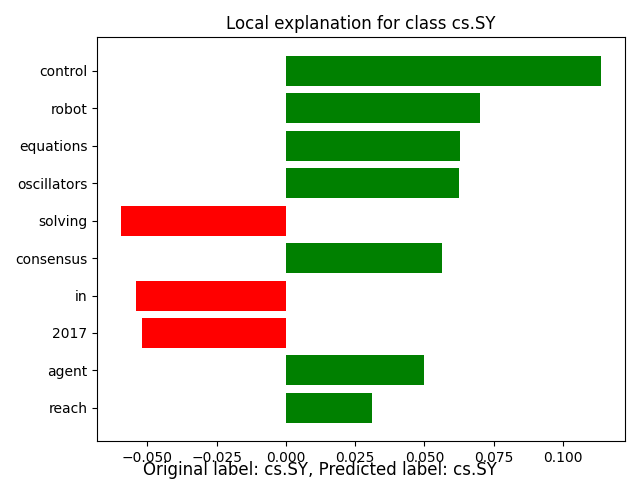 Local explanation for class cs.SY
control
robot
equations
oscillators
solving
consensus
in
2017
agent
reach
−0.050 −0.025 0.000 0.025 0.050 0.075 0.100
Original label: cs.SY, Predicted label: cs.SY